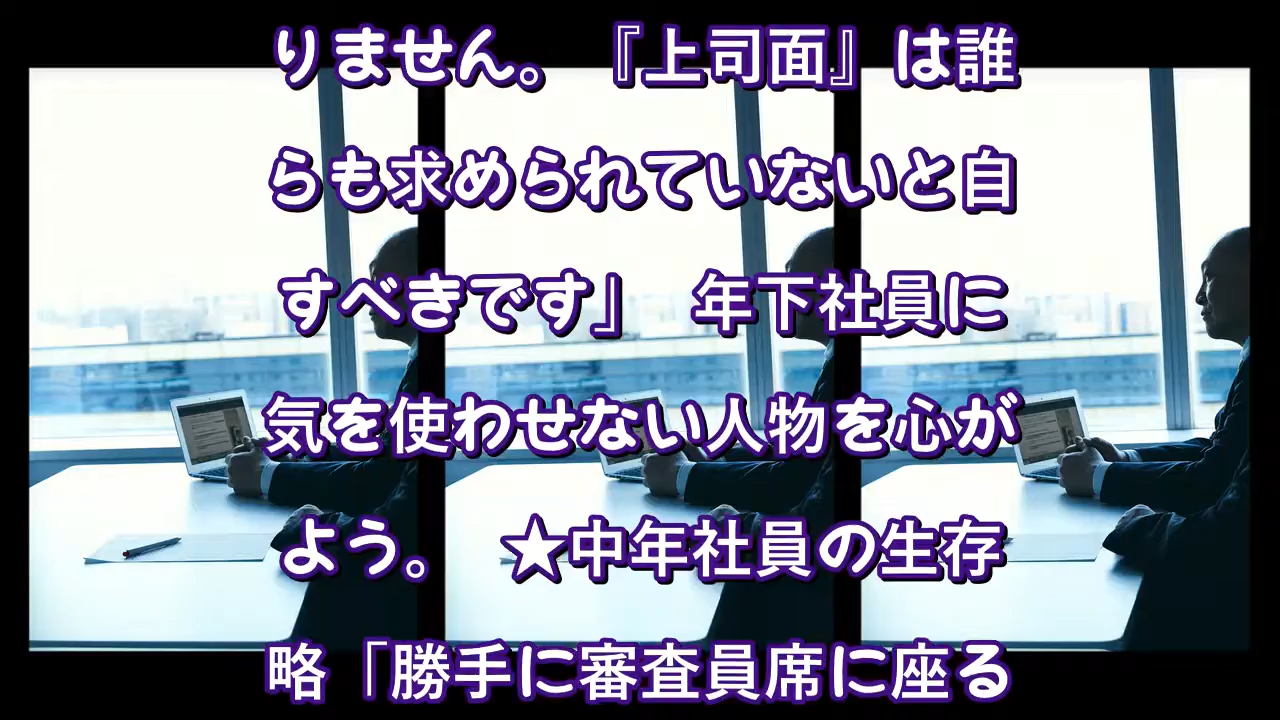 りません。　『上司面』は誰
らも求められていないと自
すべきです」　年下社員に
気を使わせない人物を心が
よう。　★中年社員の生存
略「勝手に審査員席に座る